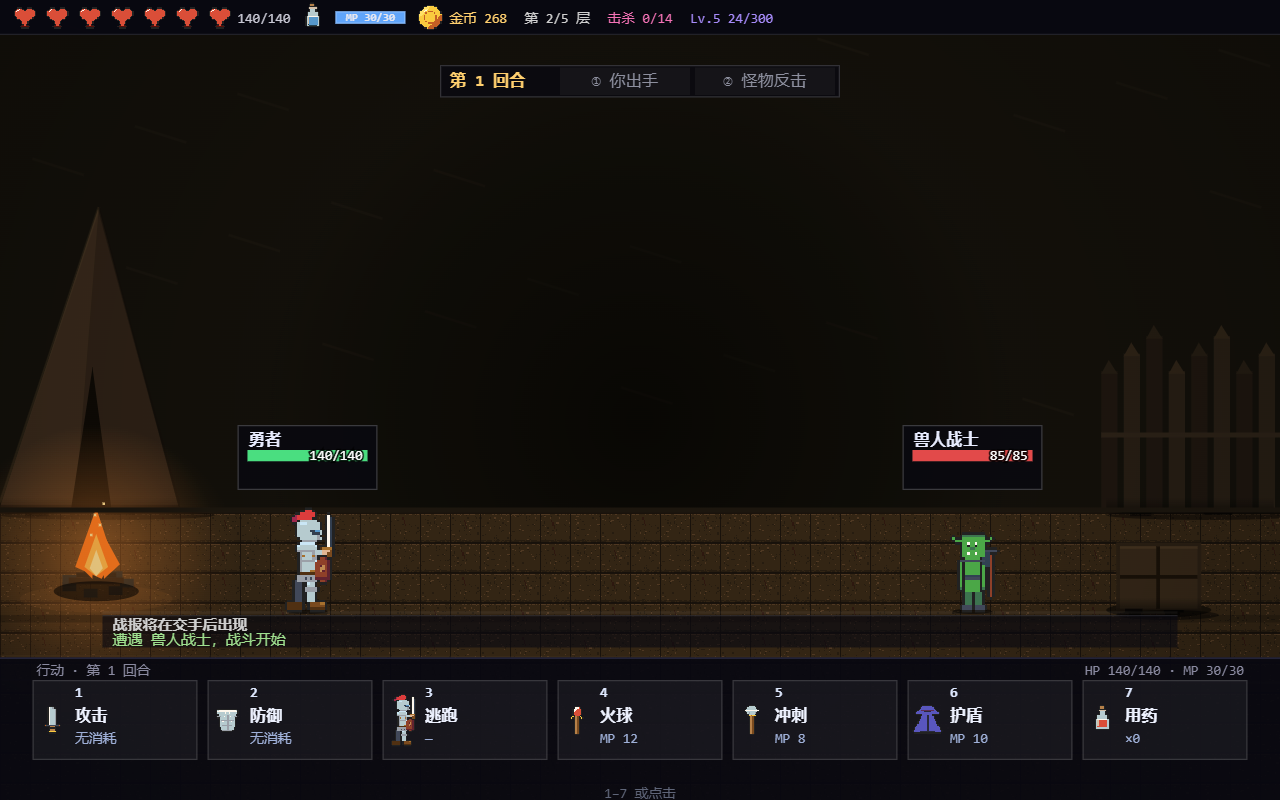 140/140 MP 30/30 金币 268 第 2/5 层 击杀 0/14 Lv.5 24/300
第 1 回合 ① 你出手 ② 怪物反击
勇者
140/140
兽人战士
85/85
战报将在交手后出现
遭遇 兽人战士, 战斗开始
行动 · 第 1 回合
HP 140/140 · MP 30/30
1
攻击
无消耗
2
防御
无消耗
3
逃跑
—
4
火球
MP 12
5
冲刺
MP 8
6
护盾
MP 10
7
用药
×0
1–7 或点击